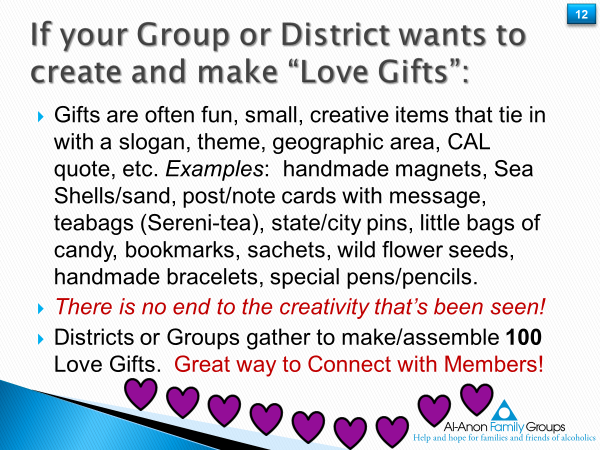 12
If your Group or District wants to
create and make “Love Gifts”:
Gifts are often fun, small, creative items that tie in
with a slogan, theme, geographic area, CAL
quote, etc. Examples:  handmade magnets, Sea
Shells/sand, post/note cards with message,
teabags (Sereni-tea), state/city pins, little bags of
candy, bookmarks, sachets, wild flower seeds,
handmade bracelets, special pens/pencils.
There is no end to the creativity that’s been seen!
Districts or Groups gather to make/assemble 100
Love Gifts.  Great way to Connect with Members!
Al-Anon Family Groups
Help and hope for families and friends of alcoholics